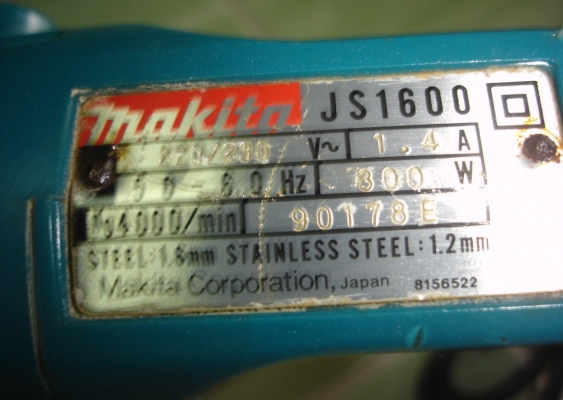 makita JS1600
220/230 V~ 1,4 A
50-60 Hz 300 W
n₀4000/min 90178E
STEEL:1.6mm STAINLESS STEEL:1.2mm
Makita Corporation, Japan 8156522